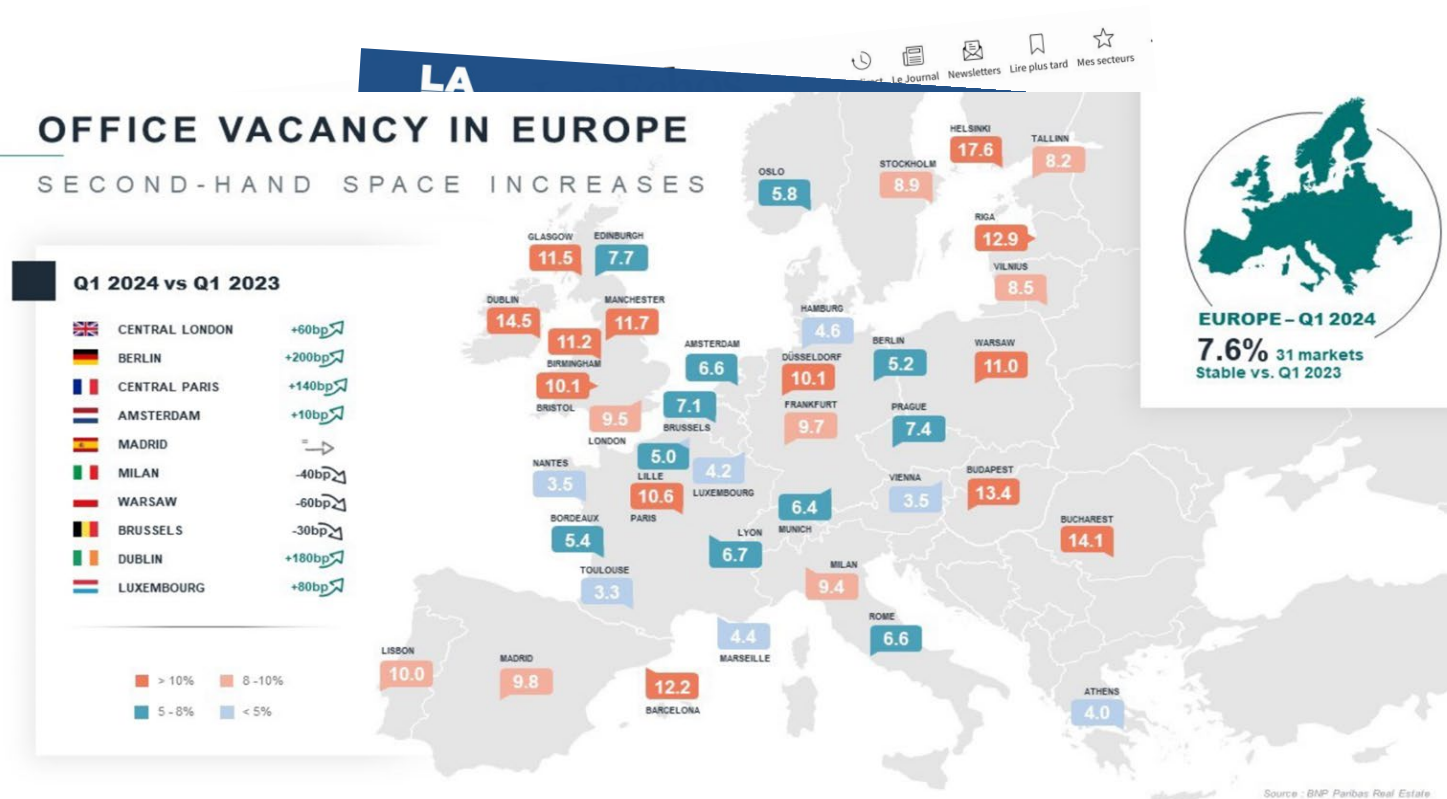 LA
Le Journal
Newsletters
Lire plus tard
Mes secteurs
OFFICE VACANCY IN EUROPE
SECOND-HAND SPACE INCREASES
Q1 2024 vs Q1 2023
CENTRAL LONDON +60bp
BERLIN +200bp
CENTRAL PARIS +140bp
AMSTERDAM +10bp
MADRID =
MILAN -40bp
WARSAW -60bp
BRUSSELS -30bp
DUBLIN +180bp
LUXEMBOURG +80bp
> 10%
8 -10%
5 - 8%
< 5%
HELSINKI
17.6
TALLINN
8.2
STOCKHOLM
8.9
OSLO
5.8
RIGA
12.9
VILNIUS
8.5
GLASGOW
11.5
EDINBURGH
7.7
DUBLIN
14.5
MANCHESTER
11.7
11.2
BIRMINGHAM
10.1
BRISTOL
9.5
LONDON
AMSTERDAM
6.6
7.1
BRUSSELS
HAMBURG
4.6
BERLIN
5.2
WARSAW
11.0
DÜSSELDORF
10.1
FRANKFURT
9.7
PRAGUE
7.4
5.0
LILLE
4.2
LUXEMBOURG
NANTES
3.5
10.6
PARIS
VIENNA
3.5
BUDAPEST
13.4
BUCHAREST
14.1
6.4
MUNICH
BORDEAUX
5.4
LYON
6.7
TOULOUSE
3.3
MILAN
9.4
ROME
6.6
4.4
MARSEILLE
LISBON
10.0
MADRID
9.8
12.2
BARCELONA
ATHENS
4.0
EUROPE – Q1 2024
7.6% 31 markets
Stable vs. Q1 2023
Source : BNP Paribas Real Estate